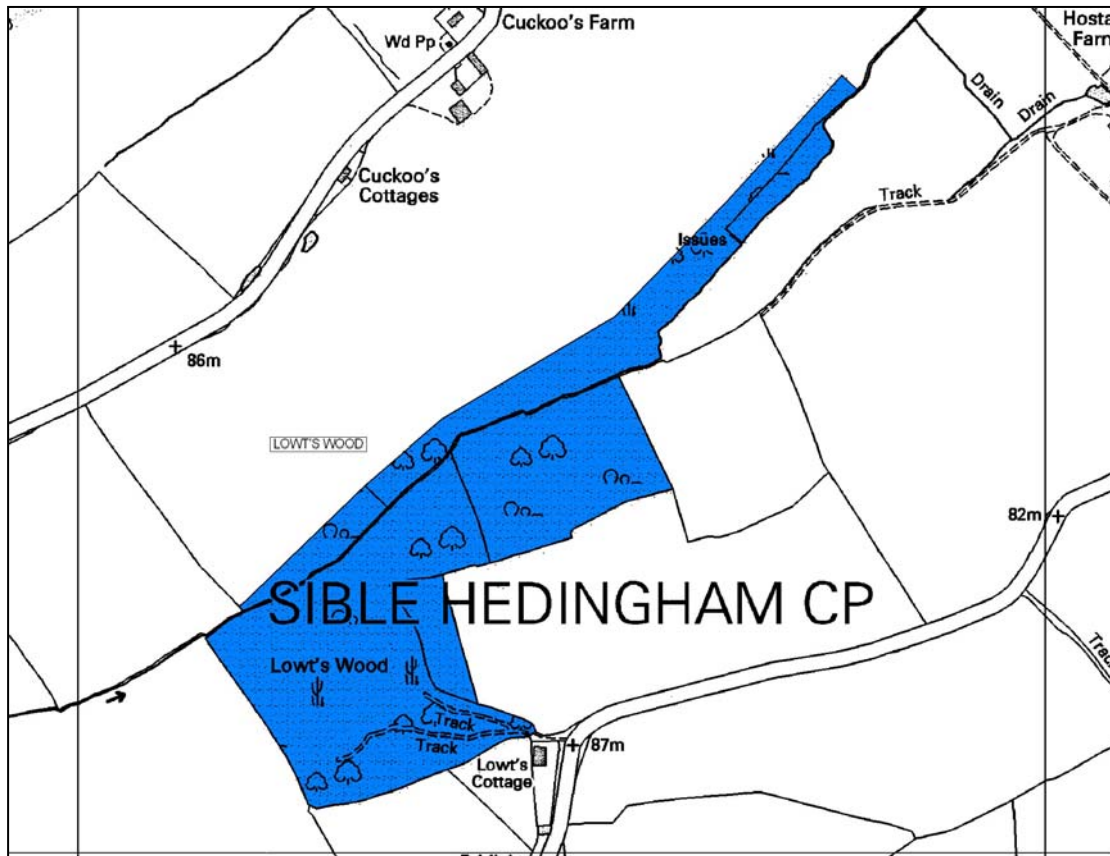 Cuckoo's Farm
Wd Pp
Hosta
Farm
Drain
Drain
Cuckoo's
Cottages
Track
Issues
86m
LOWT'S WOOD
82m
SIBLE HEDINGHAM CP
Lowt's Wood
Track
Track
Track
87m
Lowt's
Cottage